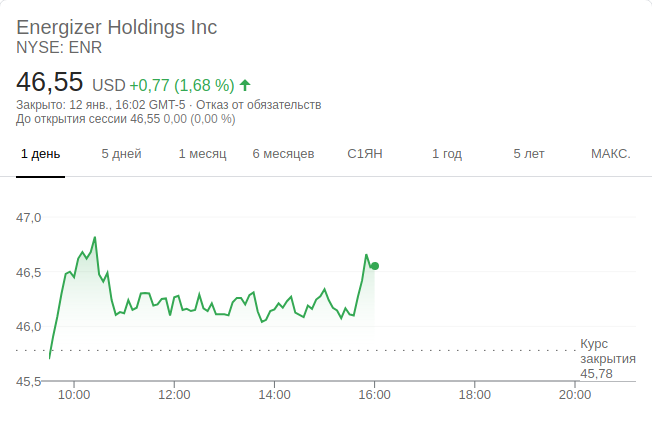 Energizer Holdings Inc
NYSE: ENR
46,55 USD +0,77 (1,68 %)
Закрыто: 12 янв., 16:02 GMT-5 · Отказ от обязательств
До открытия сессии 46,55 0,00 (0,00 %)
1 день 5 дней 1 месяц 6 месяцев С1ЯН 1 год 5 лет МАКС.
47,0
46,5
46,0
Курс
закрытия
45,78
45,5
10:00 12:00 14:00 16:00 18:00 20:00